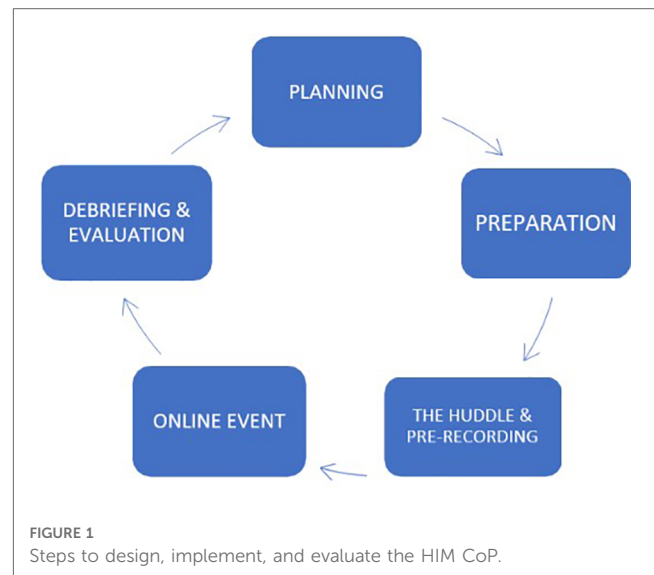 PLANNING
PREPARATION
THE HUDDLE &
PRE-RECORDING
ONLINE EVENT
DEBRIEFING &
EVALUATION
FIGURE 1
Steps to design, implement, and evaluate the HIM CoP.